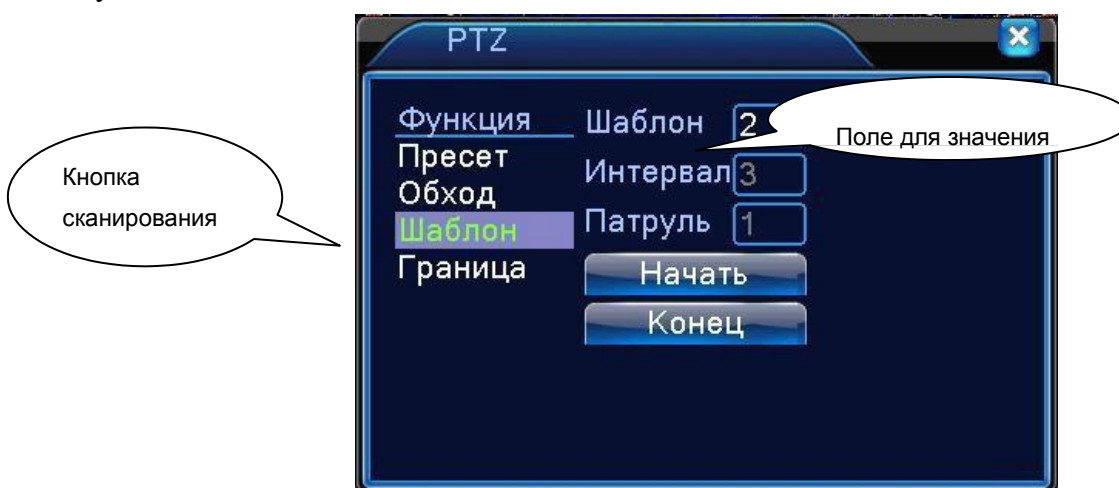 PTZ
Функция
Пресет
Обход
Шаблон
Граница
Шаблон 2
Интервал 3
Патруль 1
Начать
Конец
Кнопка
сканирования
Поле для значения